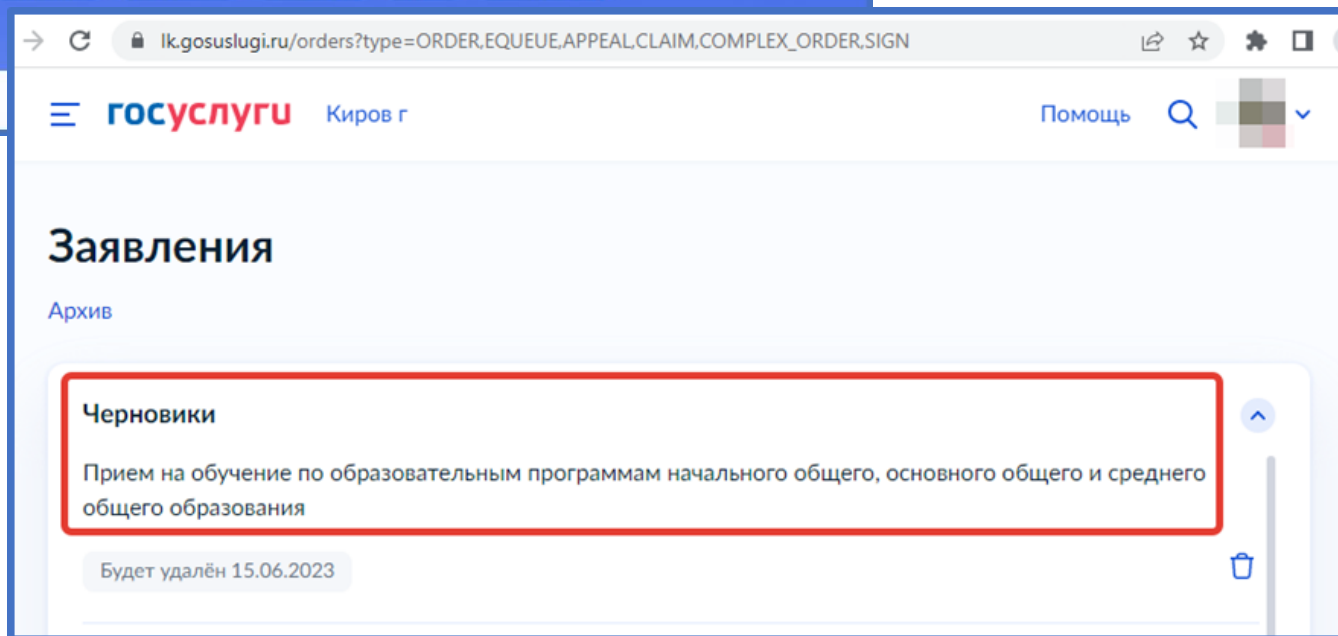 lk.gosuslugi.ru/orders?type=ORDER,EQUEUE,APPEAL,CLAIM,COMPLEX_ORDER,SIGN
госуслуги Киров г Помощь
Заявления
Архив
Черновики
Прием на обучение по образовательным программам начального общего, основного общего и среднего
общего образования
Будет удалён 15.06.2023